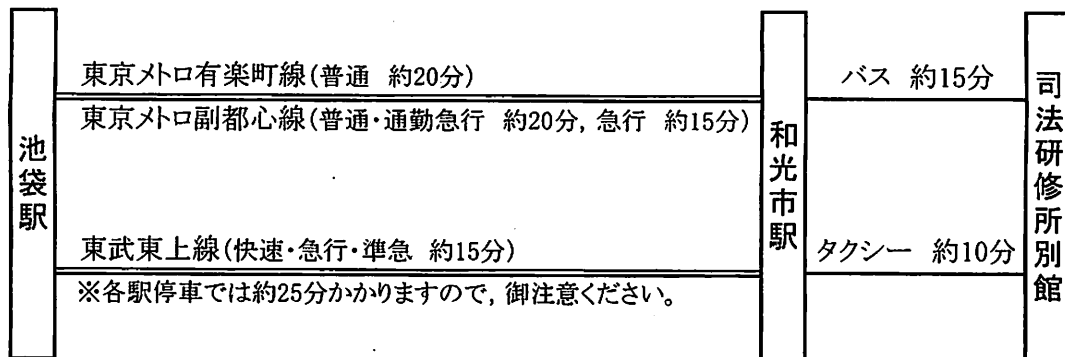 池袋駅
東京メトロ有楽町線(普通 約20分)
東京メトロ副都心線(普通・通勤急行 約20分, 急行 約15分)
東武東上線(快速・急行・準急 約15分)
※各駅停車では約25分かかりますので, 御注意ください。
和光市駅
バス 約15分
タクシー 約10分
司法研修所別館